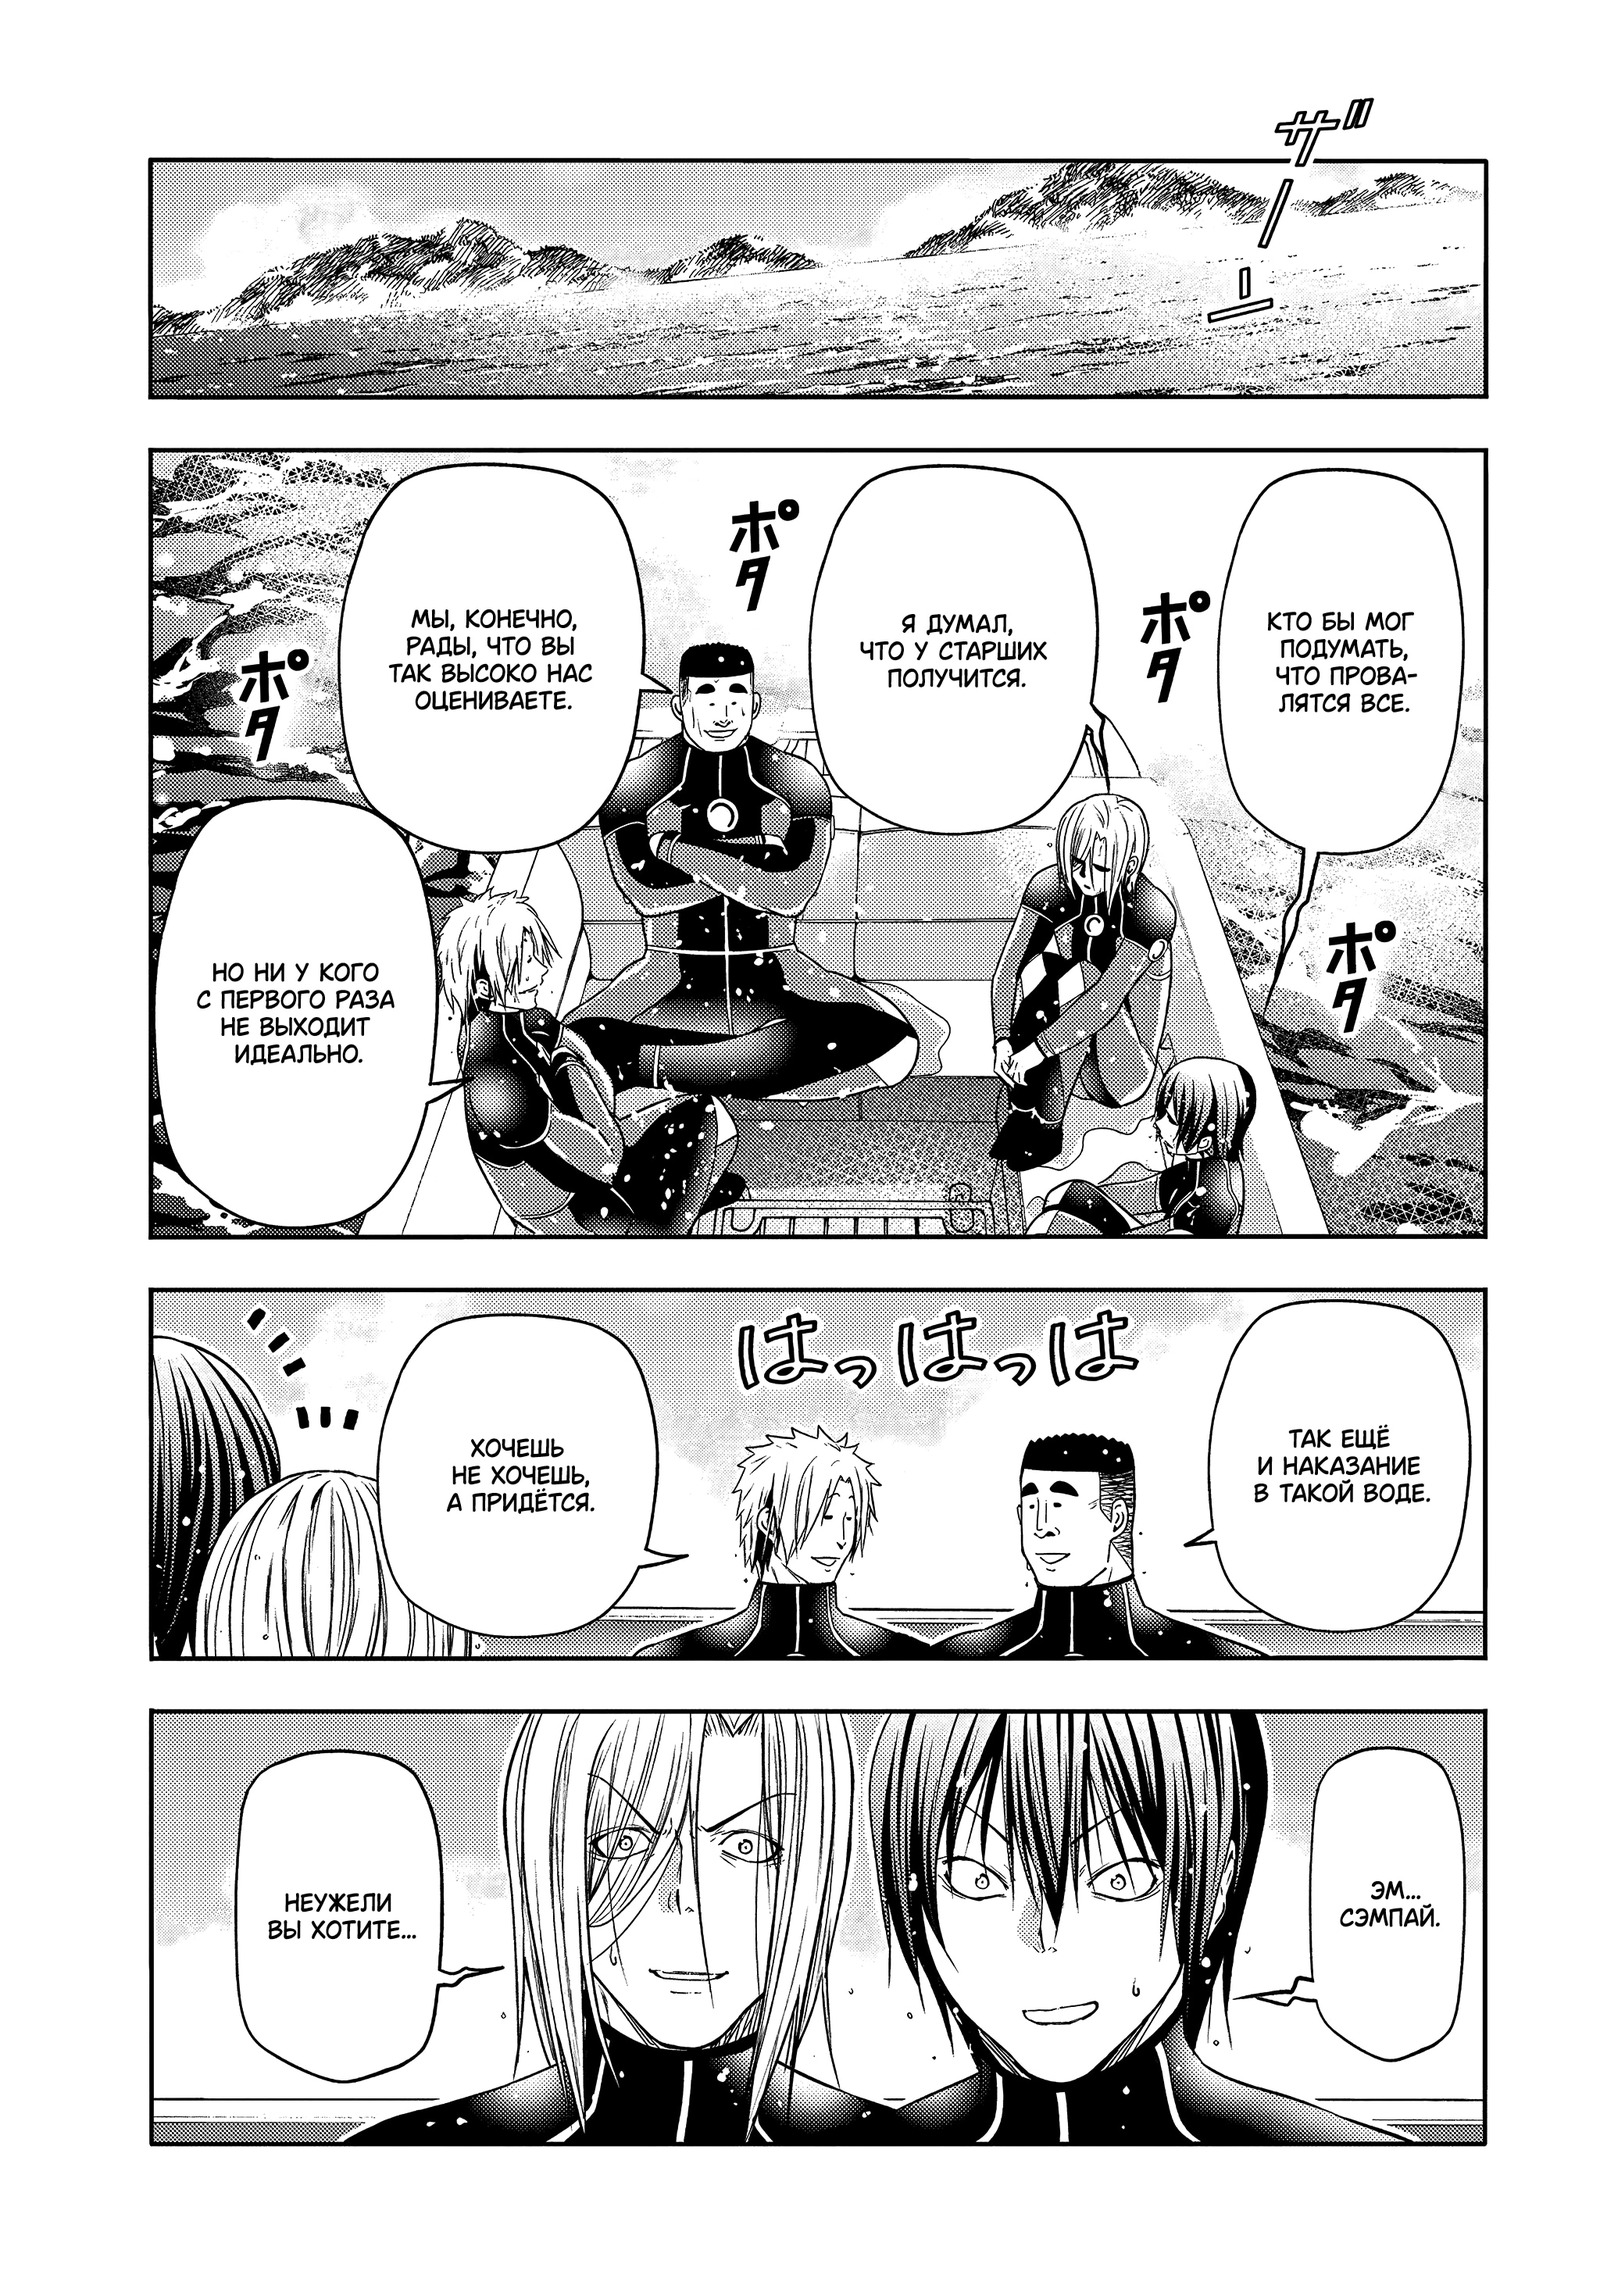 ザ"
ーー
КТО БЫ МОГ
ПОДУМАТЬ,
ЧТО ПРОВА-
ЛЯТСЯ ВСЕ.
ポタ
Я ДУМАЛ,
ЧТО У СТАРШИХ
ПОЛУЧИТСЯ.
ポタ
МЫ, КОНЕЧНО,
РАДЫ, ЧТО ВЫ
ТАК ВЫСОКО НАС
ОЦЕНИВАЕТЕ.
ポタ
ポタ
НО НИ У КОГО
С ПЕРВОГО РАЗА
НЕ ВЫХОДИТ
ИДЕАЛЬНО.
ТАК ЕЩЁ
И НАКАЗАНИЕ
В ТАКОЙ ВОДЕ.
はっはっは
ХОЧЕШЬ
НЕ ХОЧЕШЬ,
А ПРИДЁТСЯ.
ЭМ...
СЭМПАЙ.
НЕУЖЕЛИ
ВЫ ХОТИТЕ...